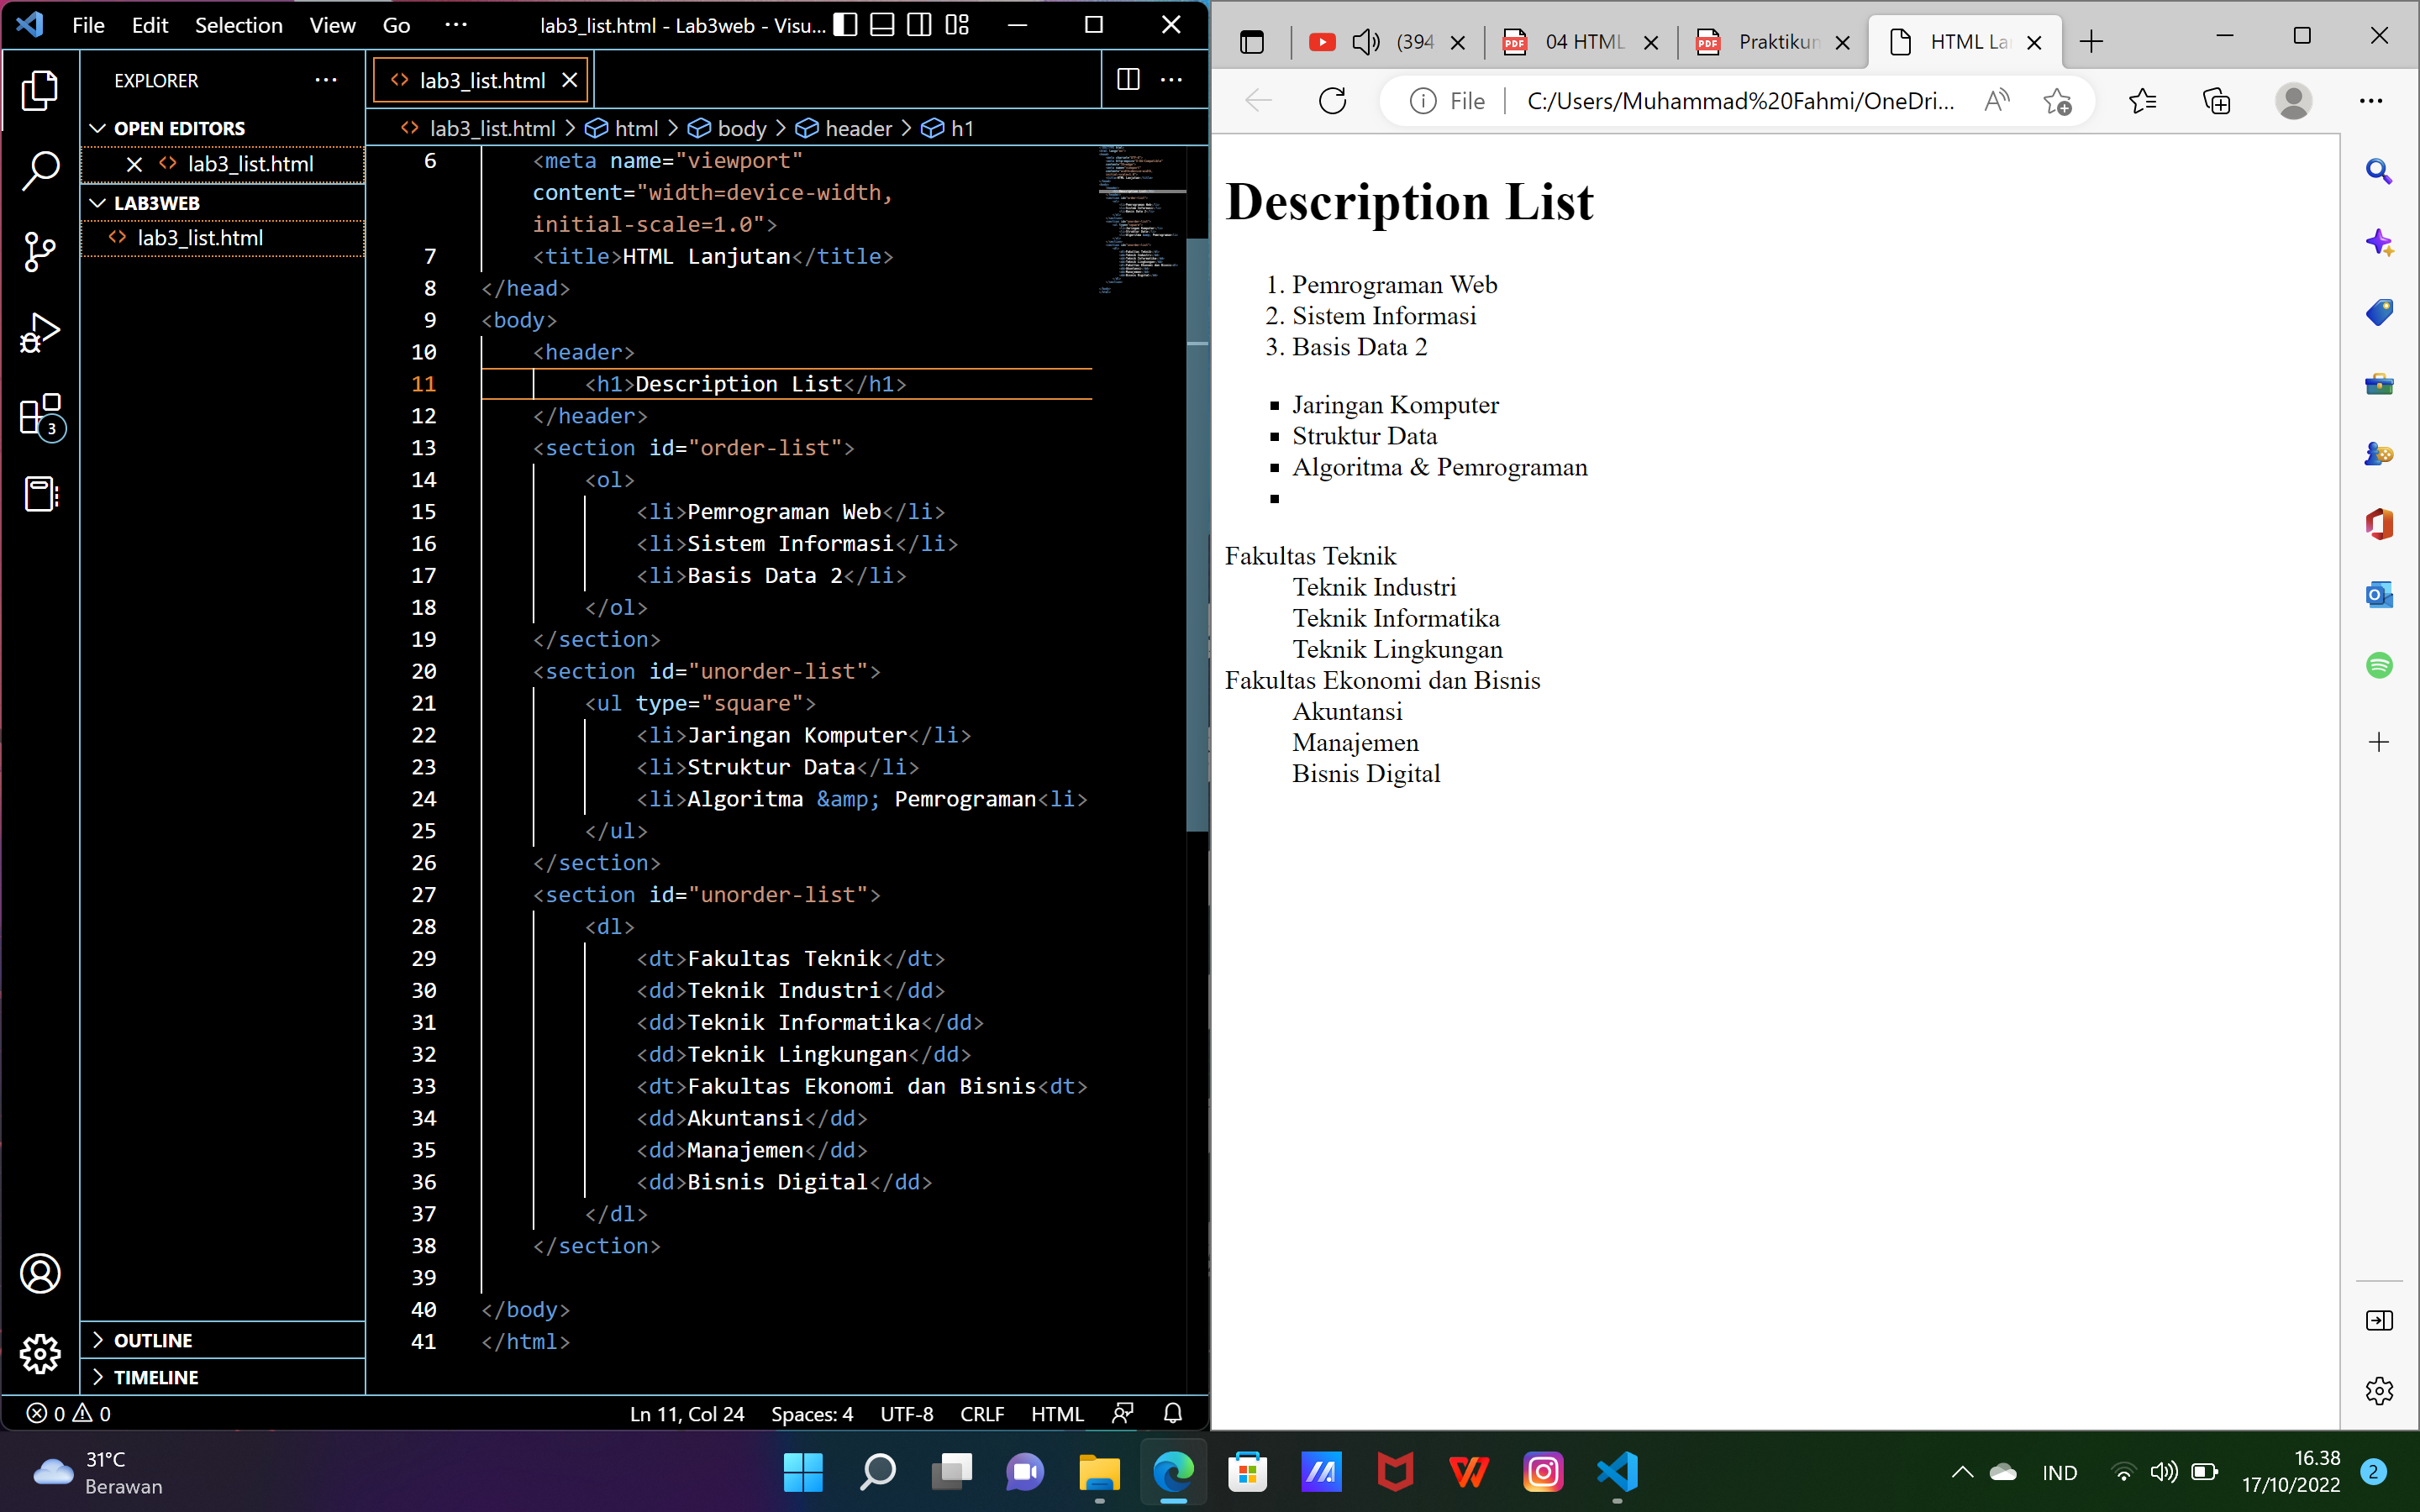 File Edit Selection View Go ··· lab3_list.html - Lab3web - Visu...
EXPLORER ···
OPEN EDITORS
lab3_list.html
LAB3WEB
lab3_list.html
3
OUTLINE
TIMELINE
lab3_list.html
lab3_list.html > html > body > header > h1
6 <meta name="viewport"
content="width=device-width,
initial-scale=1.0">
7 <title>HTML Lanjutan</title>
8 </head>
9 <body>
10 <header>
11 <h1>Description List</h1>
12 </header>
13 <section id="order-list">
14 <ol>
15 <li>Pemrograman Web</li>
16 <li>Sistem Informasi</li>
17 <li>Basis Data 2</li>
18 </ol>
19 </section>
20 <section id="unorder-list">
21 <ul type="square">
22 <li>Jaringan Komputer</li>
23 <li>Struktur Data</li>
24 <li>Algoritma &amp; Pemrograman<li>
25 </ul>
26 </section>
27 <section id="unorder-list">
28 <dl>
29 <dt>Fakultas Teknik</dt>
30 <dd>Teknik Industri</dd>
31 <dd>Teknik Informatika</dd>
32 <dd>Teknik Lingkungan</dd>
33 <dt>Fakultas Ekonomi dan Bisnis<dt>
34 <dd>Akuntansi</dd>
35 <dd>Manajemen</dd>
36 <dd>Bisnis Digital</dd>
37 </dl>
38 </section>
39
40 </body>
41 </html>
0 0 Ln 11, Col 24 Spaces: 4 UTF-8 CRLF HTML
(394 PDF 04 HTML PDF Praktikun HTML La
File C:/Users/Muhammad%20Fahmi/OneDri...
Description List
1. Pemrograman Web
2. Sistem Informasi
3. Basis Data 2
Jaringan Komputer
Struktur Data
Algoritma & Pemrograman
Fakultas Teknik
Teknik Industri
Teknik Informatika
Teknik Lingkungan
Fakultas Ekonomi dan Bisnis
Akuntansi
Manajemen
Bisnis Digital
31°C
Berawan
IND
16.38
17/10/2022
2